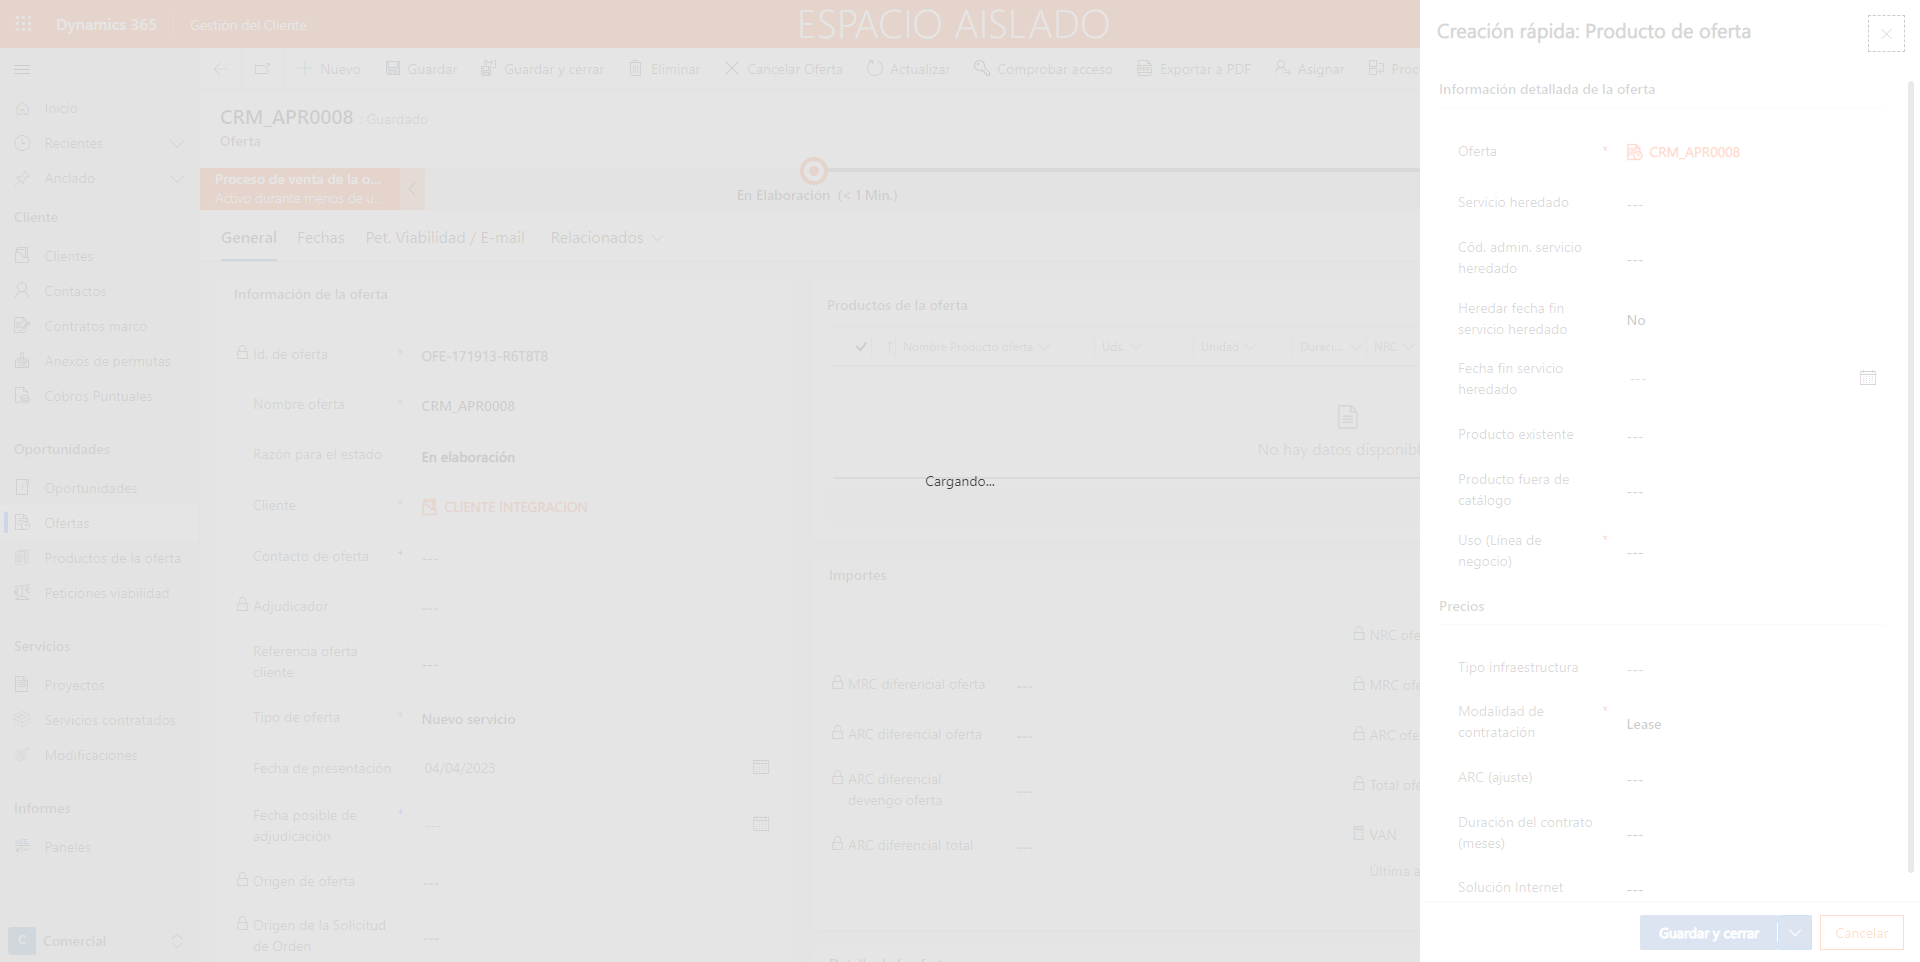 Dynamics 365
Gestión del Cliente
ESPACIO AISLADO
Nuevo
Guardar
Guardar y cerrar
Eliminar
Cancelar Oferta
Actualizar
Comprobar acceso
Exportar a PDF
Asignar
Proc
Inicio
Recientes
Anclado
Cliente
Clientes
Contactos
Contratos marco
Anexos de permutas
Cobros Puntuales
Oportunidades
Oportunidades
Ofertas
Productos de la oferta
Peticiones viabilidad
Servicios
Proyectos
Servicios contratados
Modificaciones
Informes
Paneles
C Comercial
CRM_APR0008 : Guardado
Oferta
Proceso de venta de la o...
Activo durante menos de u...
En Elaboración (< 1 Min.)
General
Fechas
Pet. Viabilidad / E-mail
Relacionados
Información de la oferta
Id. de oferta * OFE-171913-R6T8T8
Nombre oferta * CRM_APR0008
Razón para el estado En elaboración
Cliente * CLIENTE INTEGRACION
Contacto de oferta + ---
Adjudicador ---
Referencia oferta
cliente ---
Tipo de oferta * Nuevo servicio
Fecha de presentación 04/04/2023
Fecha posible de
adjudicación * ---
Origen de oferta ---
Origen de la Solicitud
de Orden ---
Productos de la oferta
Nombre Producto oferta
Uds.
Unidad
Duraci...
NRC
No hay datos disponibl
Cargando...
Importes
NRC ofe
MRC diferencial oferta ---
MRC ofe
ARC diferencial oferta ---
ARC ofe
ARC diferencial
devengo oferta ---
Total ofe
ARC diferencial total ---
VAN
Última a
Creación rápida: Producto de oferta
Información detallada de la oferta
Oferta * CRM_APR0008
Servicio heredado ---
Cód. admin. servicio
heredado ---
Heredar fecha fin
servicio heredado No
Fecha fin servicio
heredado ---
Producto existente ---
Producto fuera de
catálogo ---
Uso (Línea de
negocio) * ---
Precios
Tipo infraestructura ---
Modalidad de
contratación * Lease
ARC (ajuste) ---
Duración del contrato
(meses) ---
Solución Internet ---
Guardar y cerrar
Cancelar